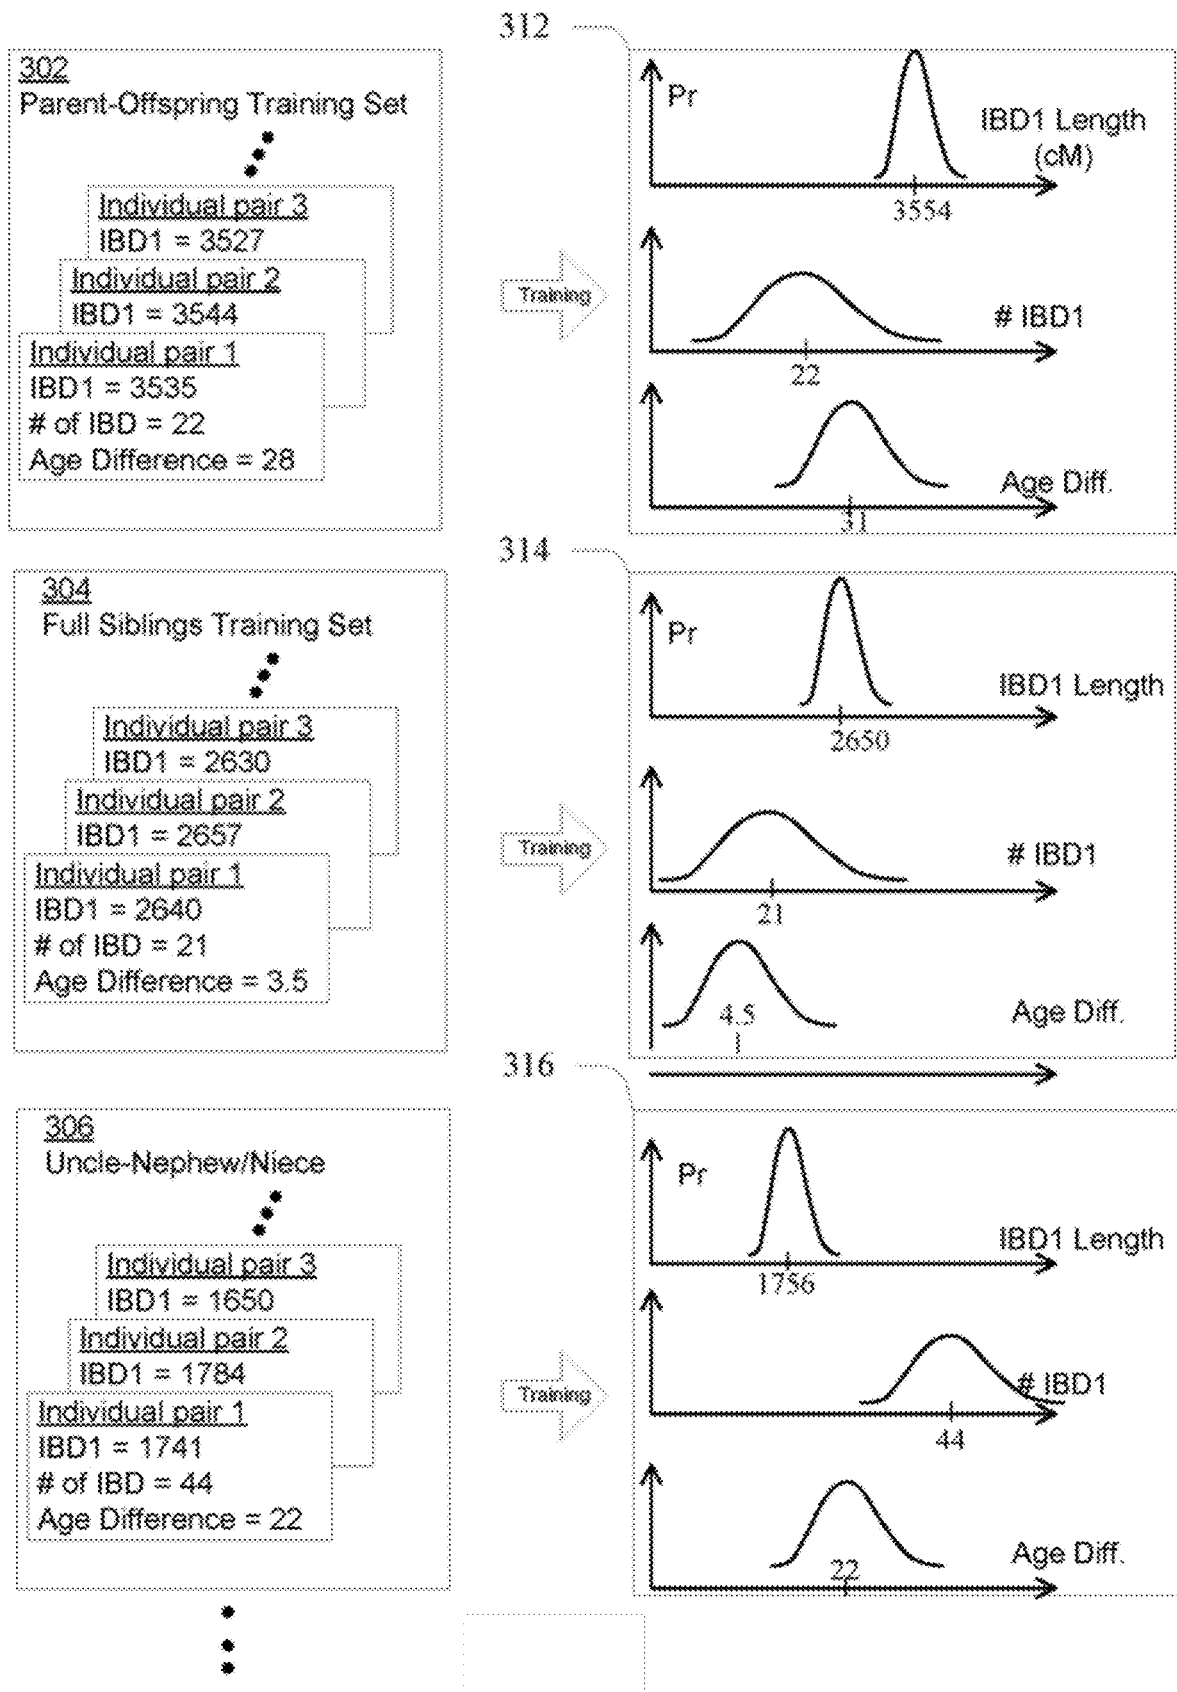 312
302
Parent-Offspring Training Set
Individual pair 3
IBD1 = 3527
Individual pair 2
IBD1 = 3544
Individual pair 1
IBD1 = 3535
# of IBD = 22
Age Difference = 28
Training
Pr
IBD1 Length
(cM)
3554
# IBD1
22
Age Diff.
31
314
304
Full Siblings Training Set
Individual pair 3
IBD1 = 2630
Individual pair 2
IBD1 = 2657
Individual pair 1
IBD1 = 2640
# of IBD = 21
Age Difference = 3.5
Training
Pr
IBD1 Length
2650
# IBD1
21
4.5
Age Diff.
316
306
Uncle-Nephew/Niece
Individual pair 3
IBD1 = 1650
Individual pair 2
IBD1 = 1784
Individual pair 1
IBD1 = 1741
# of IBD = 44
Age Difference = 22
Training
Pr
IBD1 Length
1756
# IBD1
44
Age Diff.
22